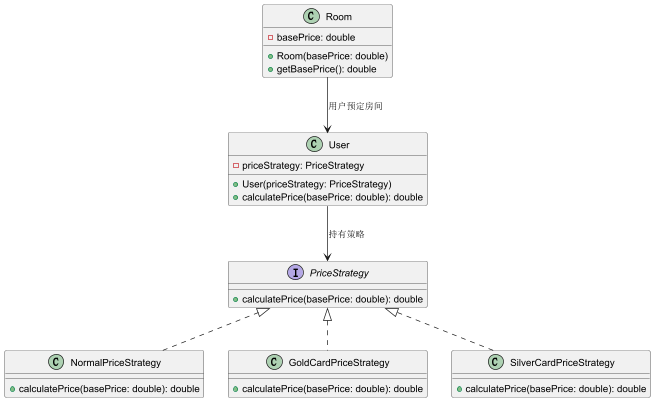 C Room
basePrice: double
Room(basePrice: double)
getBasePrice(): double
用户预定房间
C User
priceStrategy: PriceStrategy
User(priceStrategy: PriceStrategy)
calculatePrice(basePrice: double): double
持有策略
I PriceStrategy
calculatePrice(basePrice: double): double
C NormalPriceStrategy
calculatePrice(basePrice: double): double
C GoldCardPriceStrategy
calculatePrice(basePrice: double): double
C SilverCardPriceStrategy
calculatePrice(basePrice: double): double